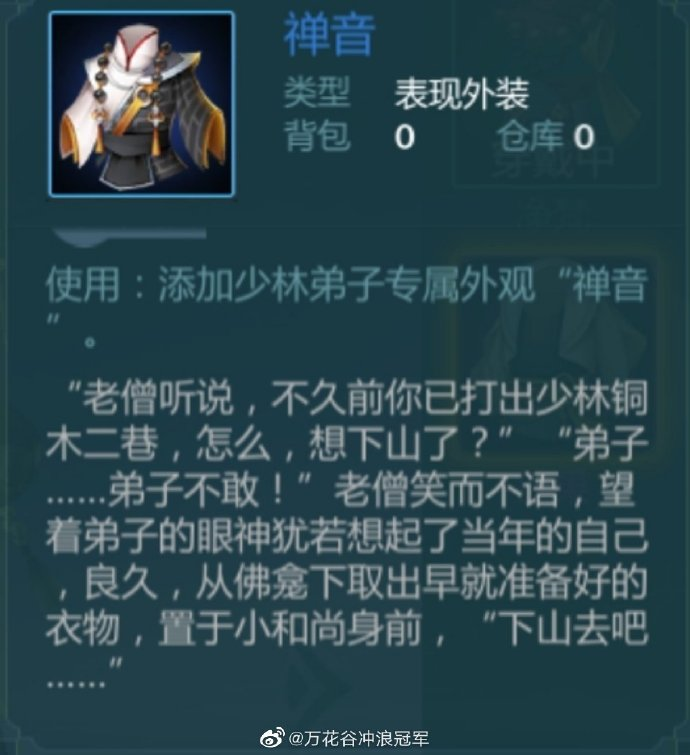 禅音
类型 表现外装
背包 0 仓库 0
穿戴中
使用：添加少林弟子专属外观“禅音
”。
“老僧听说，不久前你已打出少林铜
木二巷，怎么，想下山了？”“弟子
……弟子不敢！”老僧笑而不语，望
着弟子的眼神犹若想起了当年的自己
，良久，从佛龛下取出早就准备好的
衣物，置于小和尚身前，“下山去吧
……”
@万花谷冲浪冠军